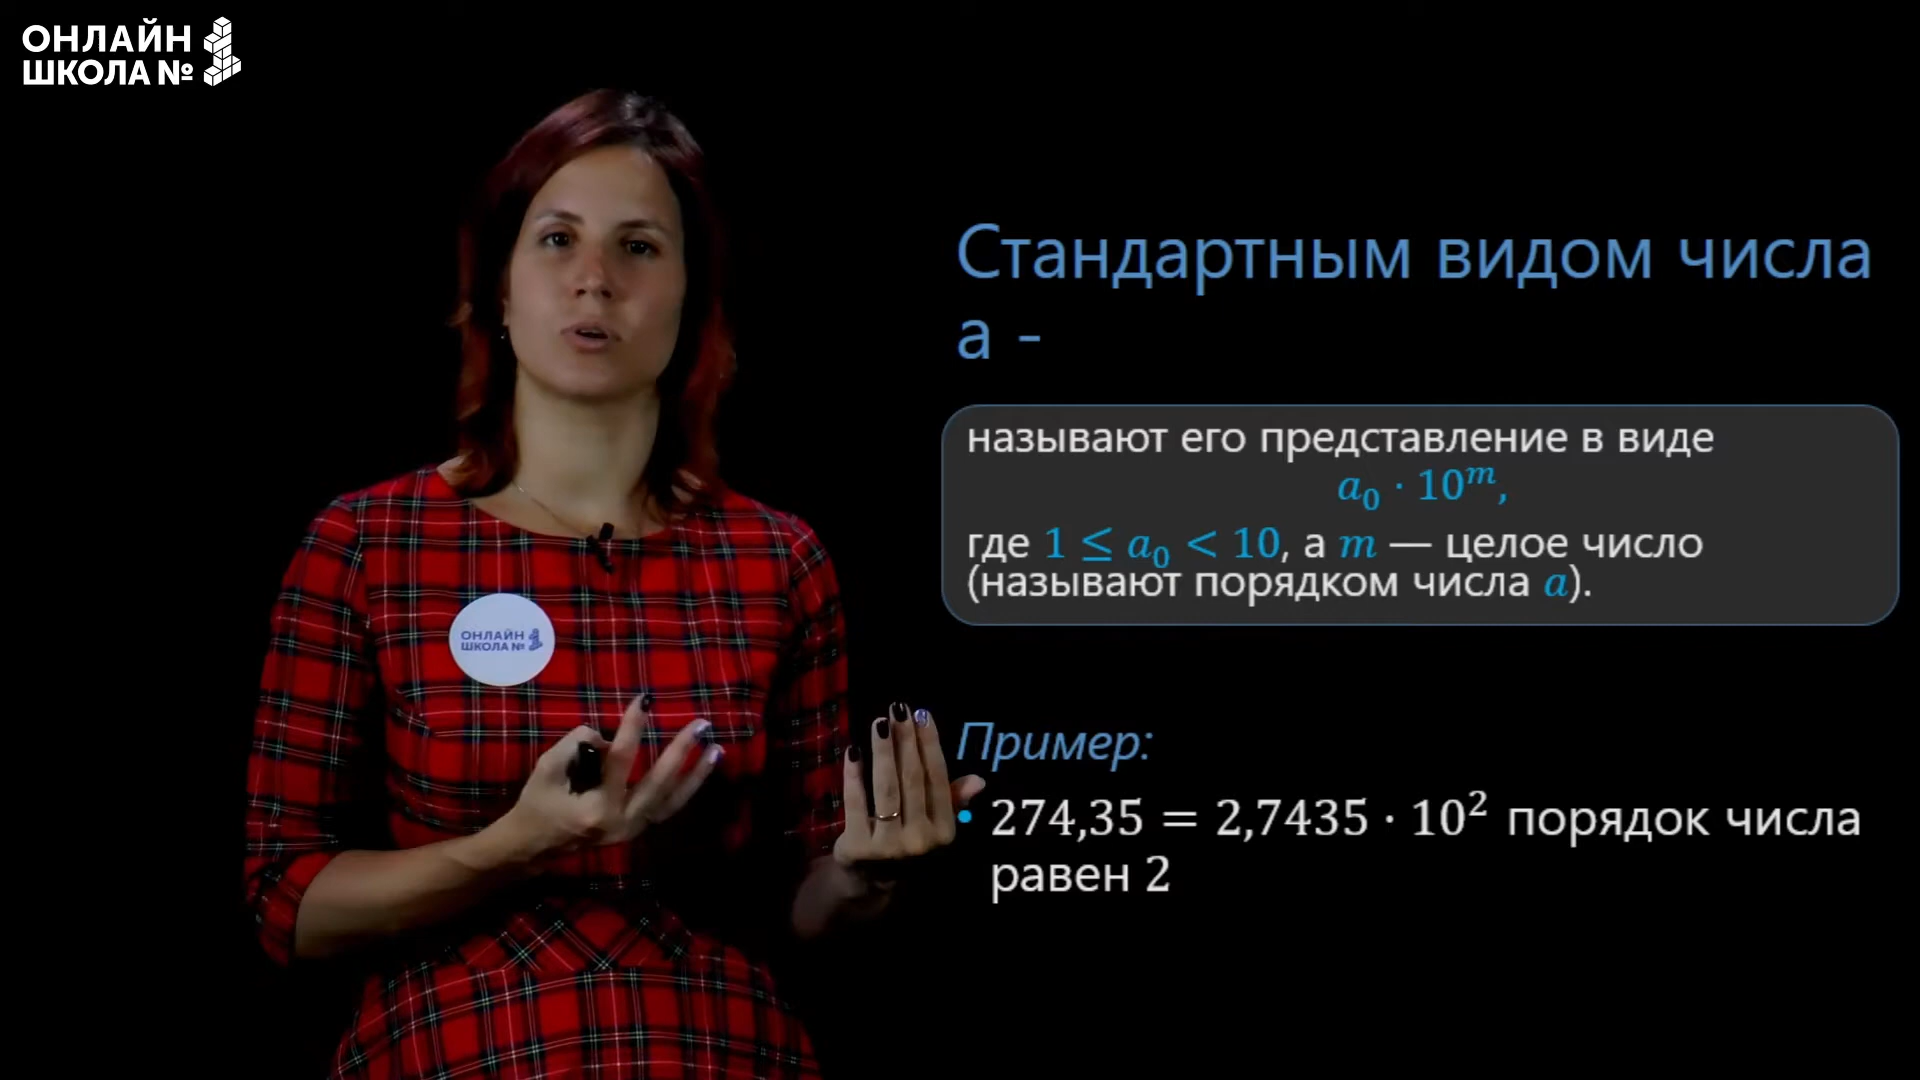 ОНЛАЙН
ШКОЛА №
Стандартным видом числа
а -
называют его представление в виде
a₀ · 10ᵐ,
где 1 ≤ a₀ < 10, а m — целое число
(называют порядком числа a).
ОНЛАЙН
ШКОЛА №
Пример:
• 274,35 = 2,7435 · 10² порядок числа
равен 2